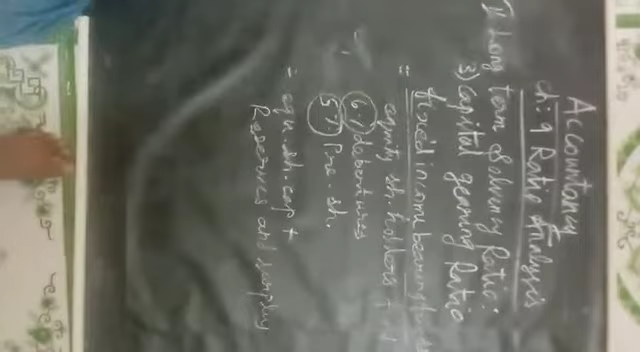 Accountancy
Ch: 9 Ratio Analysis
Long term Solvency Ratio:
3) Capital gearing Ratio
= fixed income bearing
equity sh. holders +
6% debentures
5% Pre. sh.
= equ. sh. cap +
Reserves and surplus